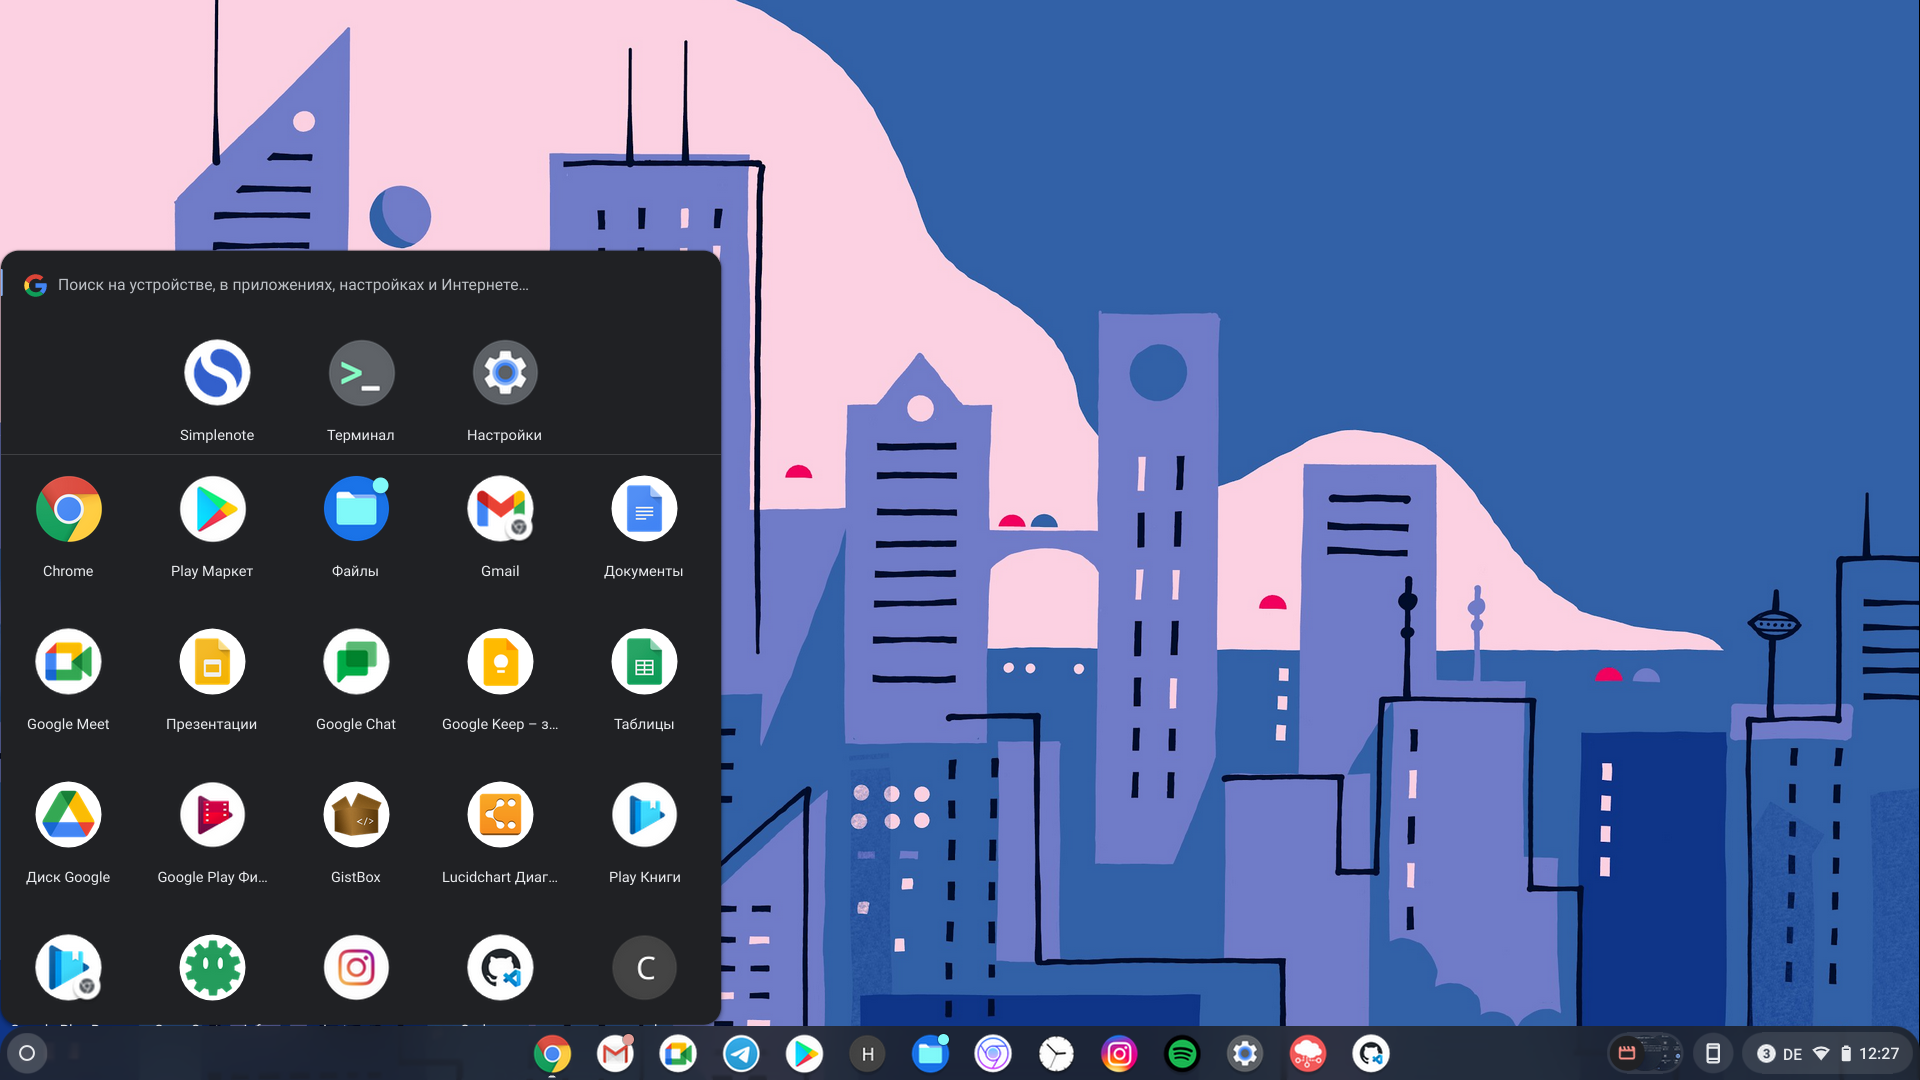 Поиск на устройстве, в приложениях, настройках и Интернете…
Simplenote
Терминал
Настройки
Chrome
Play Маркет
Файлы
Gmail
Документы
Google Meet
Презентации
Google Chat
Google Keep – з…
Таблицы
Диск Google
Google Play Фи…
GistBox
Lucidchart Диаг…
Play Книги
C
H
3 DE 12:27